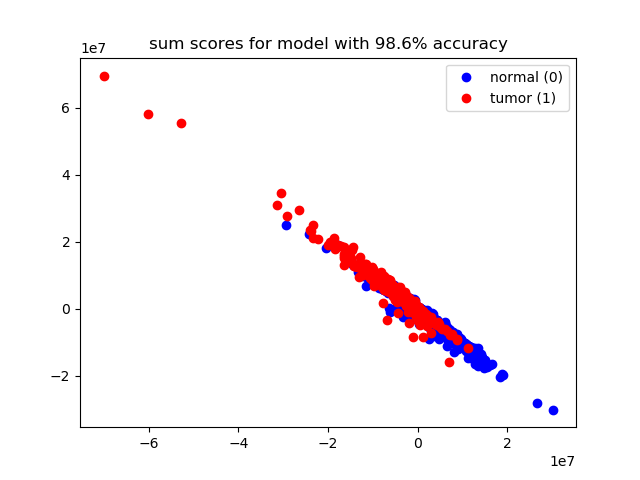 sum scores for model with 98.6% accuracy
1e7
normal (0)
tumor (1)
6
4
2
0
−2
−6
−4
−2
0
2
1e7